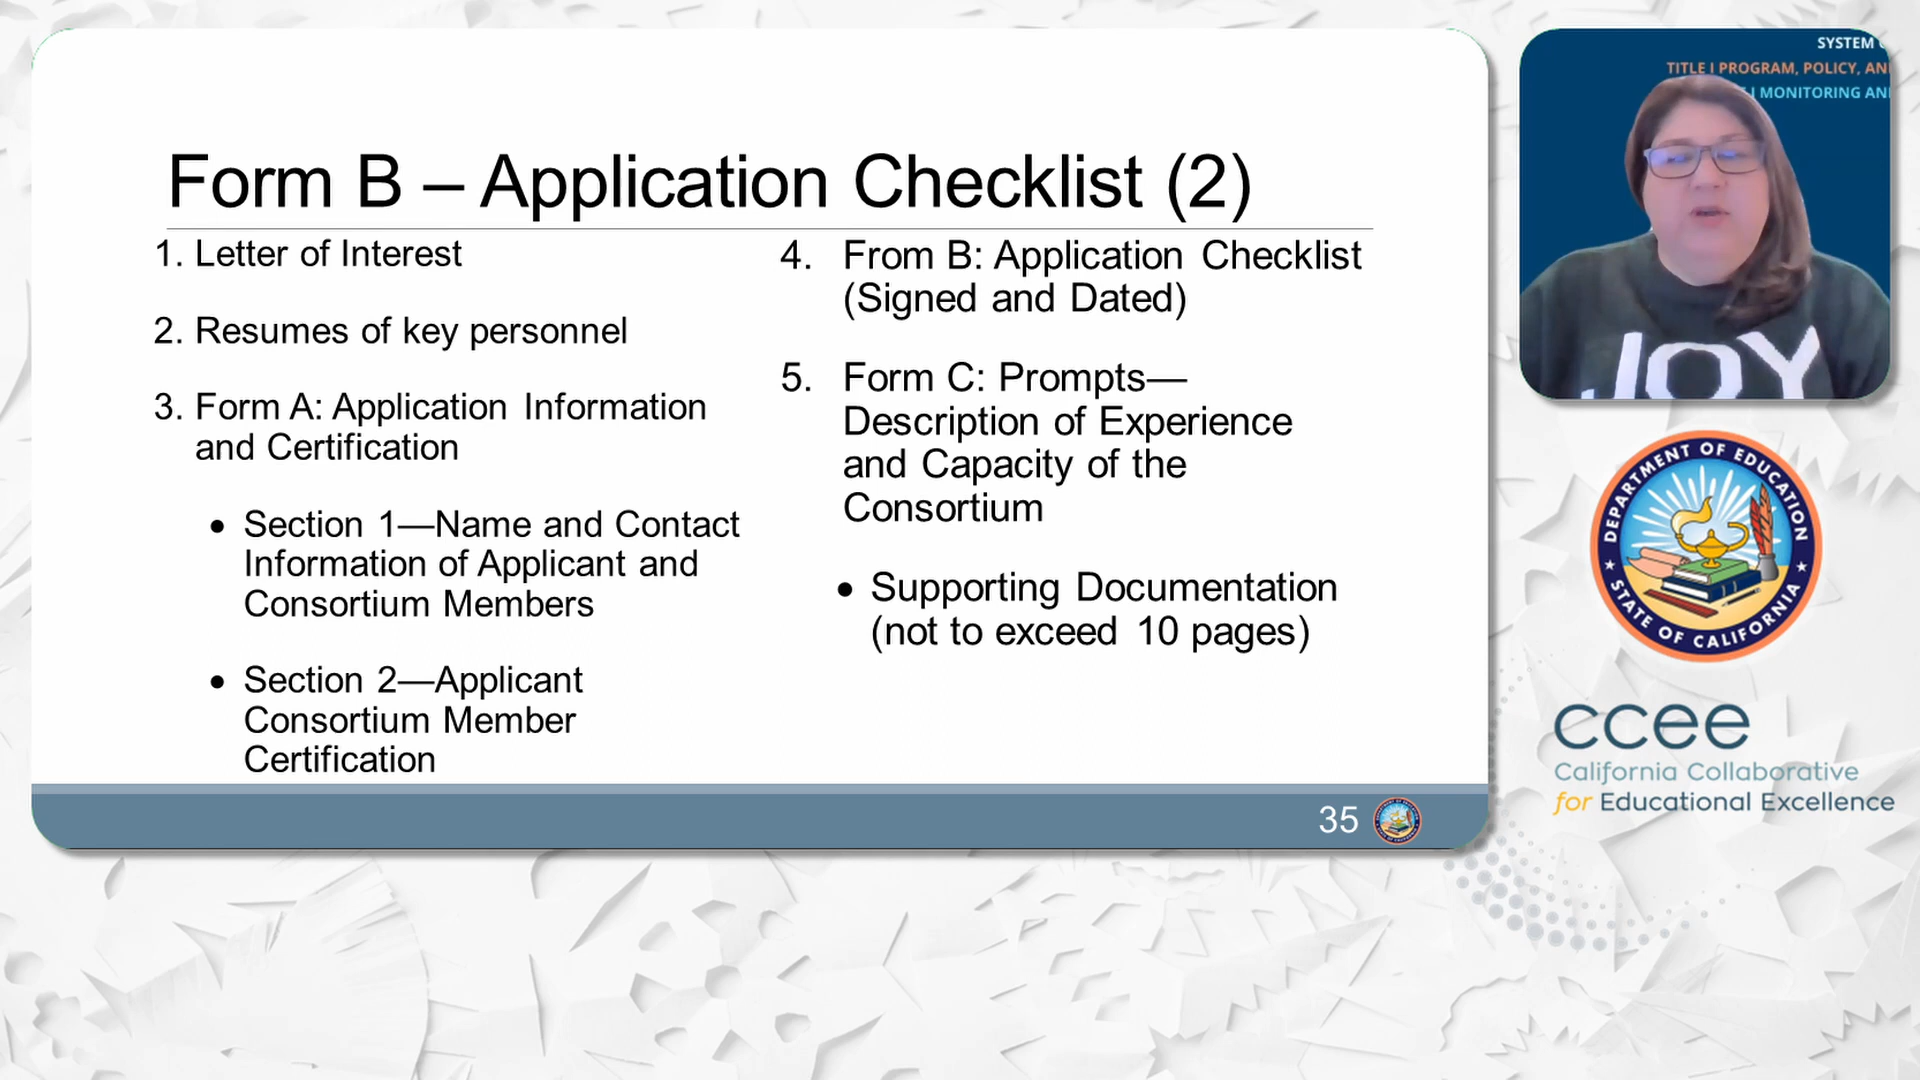 Form B – Application Checklist (2)
1. Letter of Interest
2. Resumes of key personnel
3. Form A: Application Information
and Certification
• Section 1—Name and Contact
Information of Applicant and
Consortium Members
• Section 2—Applicant
Consortium Member
Certification
4. From B: Application Checklist
(Signed and Dated)
5. Form C: Prompts—
Description of Experience
and Capacity of the
Consortium
• Supporting Documentation
(not to exceed 10 pages)
35
SYSTEM
TITLE I PROGRAM, POLICY, AN
I MONITORING AN
JOY
DEPARTMENT OF EDUCATION
STATE OF CALIFORNIA
ccee
California Collaborative
for Educational Excellence